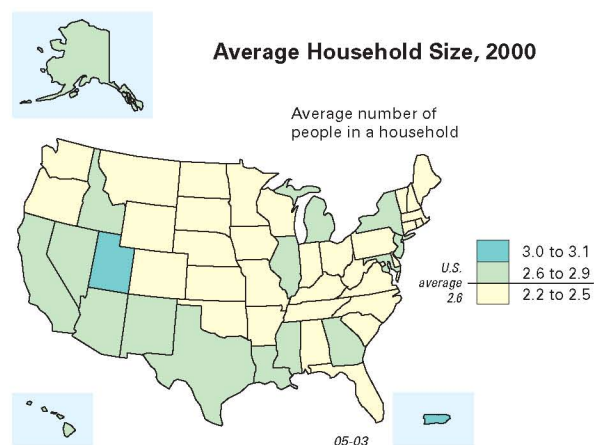 Average Household Size, 2000
Average number of
people in a household
U.S.
average
2.6
3.0 to 3.1
2.6 to 2.9
2.2 to 2.5
05-03